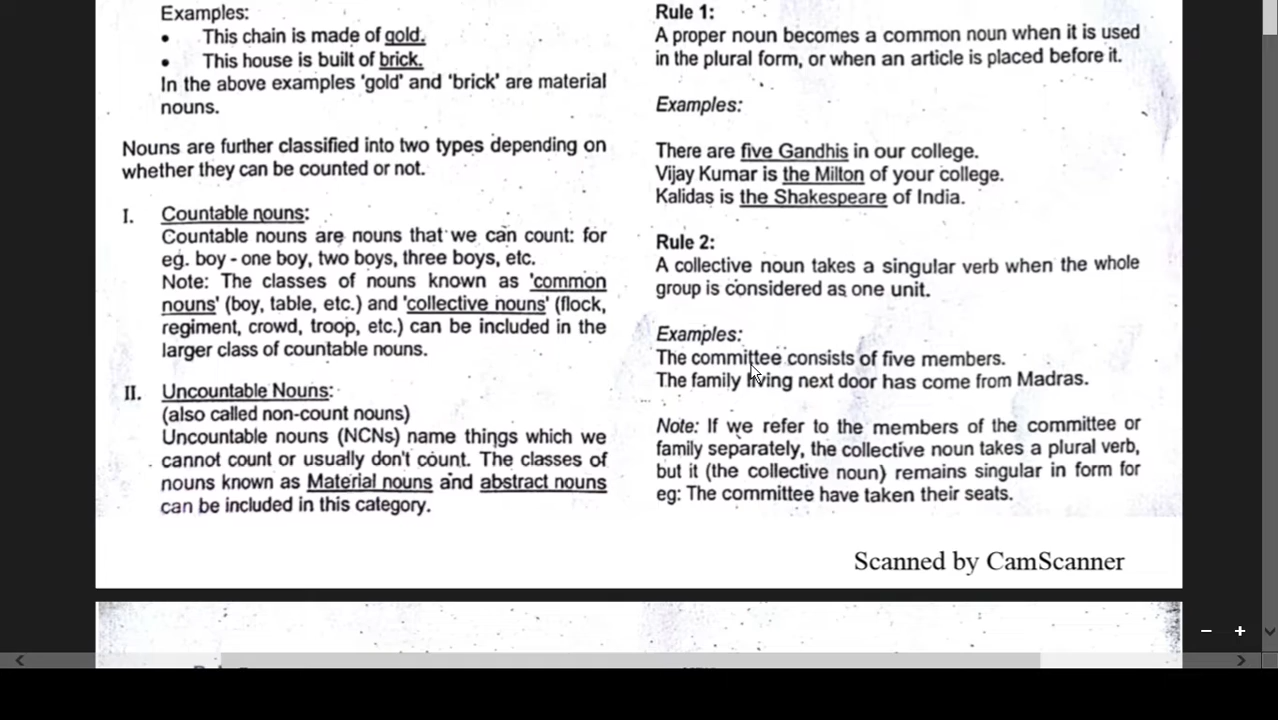 Examples:
• This chain is made of gold.
• This house is built of brick.
In the above examples 'gold' and 'brick' are material
nouns.
Nouns are further classified into two types depending on
whether they can be counted or not.
I. Countable nouns:
Countable nouns are nouns that we can count: for
eg. boy - one boy, two boys, three boys, etc.
Note: The classes of nouns known as 'common
nouns' (boy, table, etc.) and 'collective nouns' (flock,
regiment, crowd, troop, etc.) can be included in the
larger class of countable nouns.
II. Uncountable Nouns:
(also called non-count nouns)
Uncountable nouns (NCNs) name things which we
cannot count or usually don't count. The classes of
nouns known as Material nouns and abstract nouns
can be included in this category.
Rule 1:
A proper noun becomes a common noun when it is used
in the plural form, or when an article is placed before it.
Examples:
There are five Gandhis in our college.
Vijay Kumar is the Milton of your college.
Kalidas is the Shakespeare of India.
Rule 2:
A collective noun takes a singular verb when the whole
group is considered as one unit.
Examples:
The committee consists of five members.
The family living next door has come from Madras.
Note: If we refer to the members of the committee or
family separately, the collective noun takes a plural verb,
but it (the collective noun) remains singular in form for
eg: The committee have taken their seats.
Scanned by CamScanner